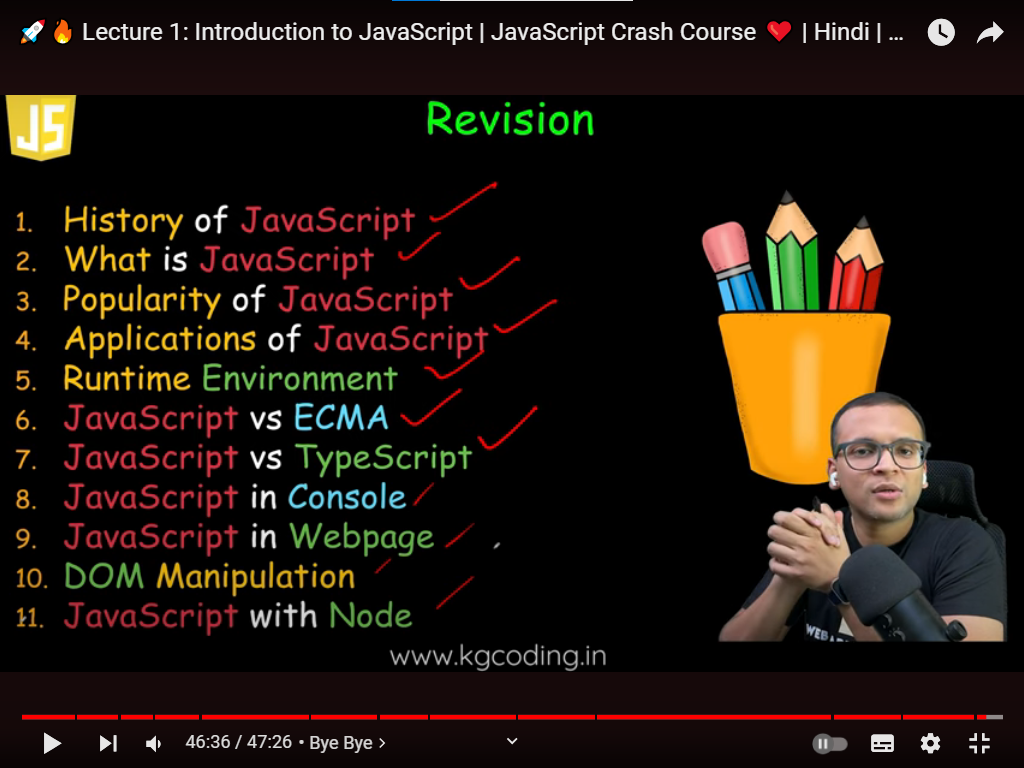 🚀🔥 Lecture 1: Introduction to JavaScript | JavaScript Crash Course ❤️ | Hindi | ...
JS
Revision
1. History of JavaScript
2. What is JavaScript
3. Popularity of JavaScript
4. Applications of JavaScript
5. Runtime Environment
6. JavaScript vs ECMA
7. JavaScript vs TypeScript
8. JavaScript in Console
9. JavaScript in Webpage
10. DOM Manipulation
11. JavaScript with Node
www.kgcoding.in
46:36 / 47:26 • Bye Bye ›